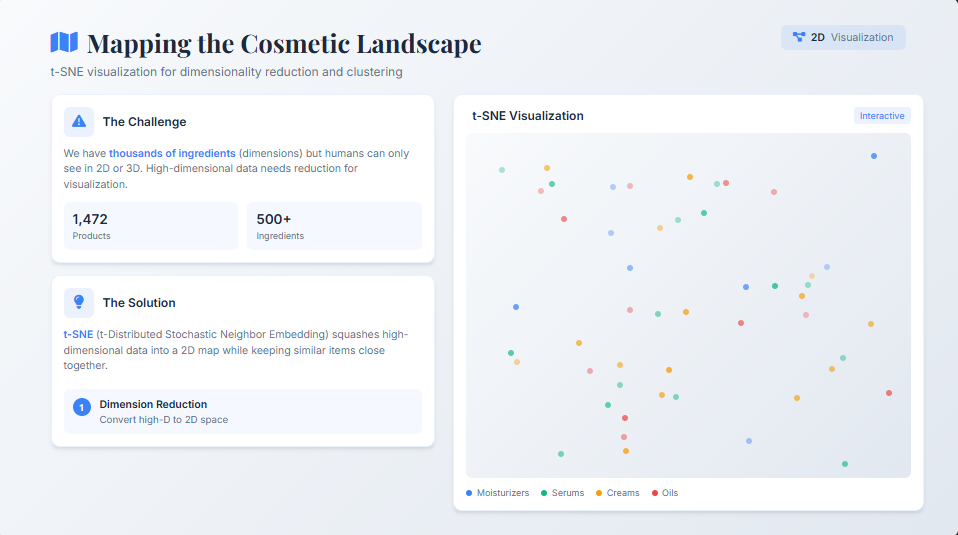 Mapping the Cosmetic Landscape
t-SNE visualization for dimensionality reduction and clustering
2D Visualization
The Challenge
We have thousands of ingredients (dimensions) but humans can only
see in 2D or 3D. High-dimensional data needs reduction for
visualization.
1,472
Products
500+
Ingredients
The Solution
t-SNE (t-Distributed Stochastic Neighbor Embedding) squashes high-
dimensional data into a 2D map while keeping similar items close
together.
1
Dimension Reduction
Convert high-D to 2D space
t-SNE Visualization
Interactive
Moisturizers Serums Creams Oils